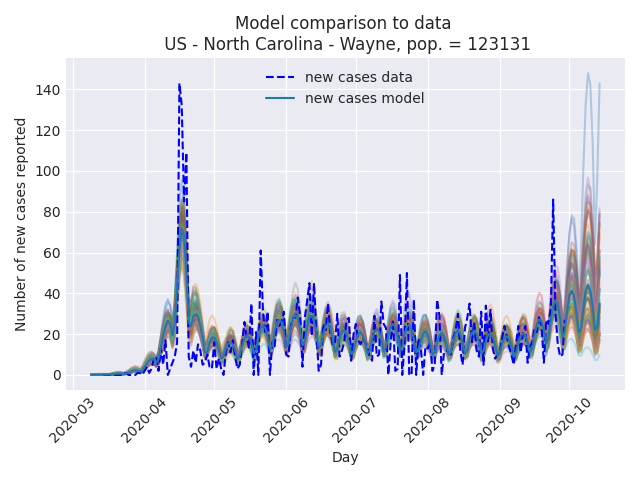 Model comparison to data
US - North Carolina - Wayne, pop. = 123131
new cases data
new cases model
Number of new cases reported
140
120
100
80
60
40
20
0
2020-03
2020-04
2020-05
2020-06
2020-07
2020-08
2020-09
2020-10
Day